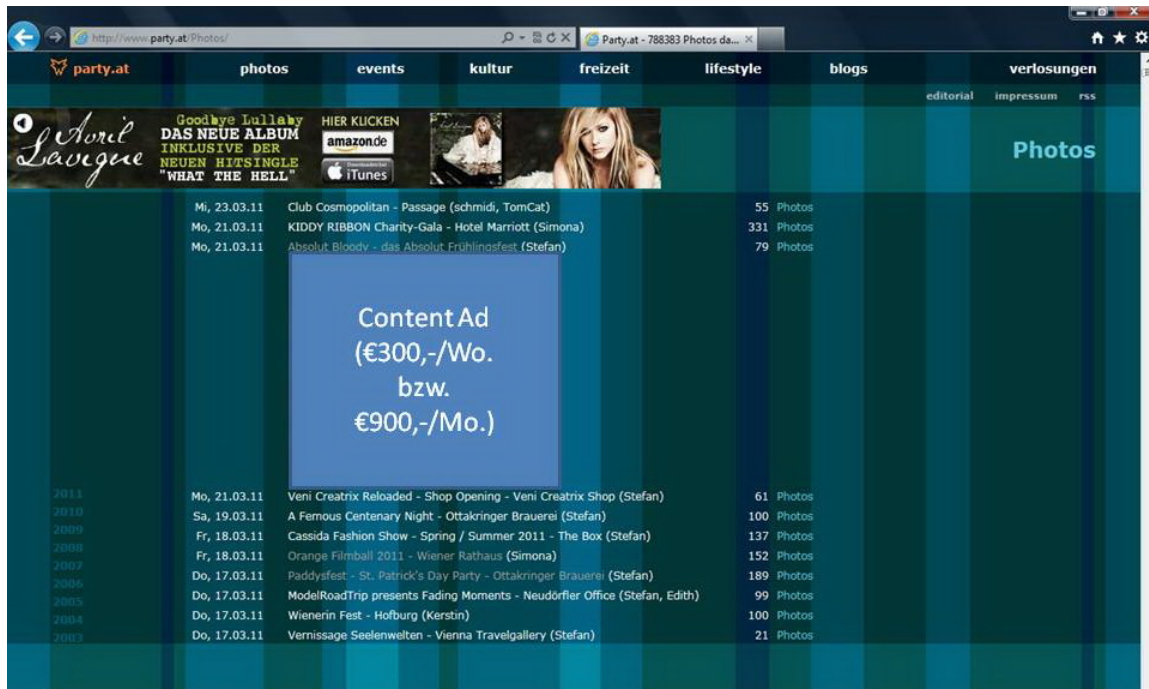 http://www.party.at/Photos/
Party.at - 788383 Photos da...
party.at photos events kultur freizeit lifestyle blogs verlosungen
editorial impressum rss
Avril Lavigne
Goodbye Lullaby
DAS NEUE ALBUM
INKLUSIVE DER
NEUEN HITSINGLE
"WHAT THE HELL"
HIER KLICKEN
amazon.de
iTunes
Photos
Mi, 23.03.11 Club Cosmopolitan - Passage (schmidi, TomCat) 55 Photos
Mo, 21.03.11 KIDDY RIBBON Charity-Gala - Hotel Marriott (Simona) 331 Photos
Mo, 21.03.11 Absolut Bloody - das Absolut Frühlingsfest (Stefan) 79 Photos
Content Ad
(€300,-/Wo.
bzw.
€900,-/Mo.)
2011
2010
2009
2008
2007
2006
2005
2004
2003
Mo, 21.03.11 Veni Creatrix Reloaded - Shop Opening - Veni Creatrix Shop (Stefan) 61 Photos
Sa, 19.03.11 A Femous Centenary Night - Ottakringer Brauerei (Stefan) 100 Photos
Fr, 18.03.11 Cassida Fashion Show - Spring / Summer 2011 - The Box (Stefan) 137 Photos
Fr, 18.03.11 Orange Filmball 2011 - Wiener Rathaus (Simona) 152 Photos
Do, 17.03.11 Paddysfest - St. Patrick's Day Party - Ottakringer Brauerei (Stefan) 189 Photos
Do, 17.03.11 ModelRoadTrip presents Fading Moments - Neudörfler Office (Stefan, Edith) 99 Photos
Do, 17.03.11 Wienerin Fest - Hofburg (Kerstin) 100 Photos
Do, 17.03.11 Vernissage Seelenwelten - Vienna Travelgallery (Stefan) 21 Photos